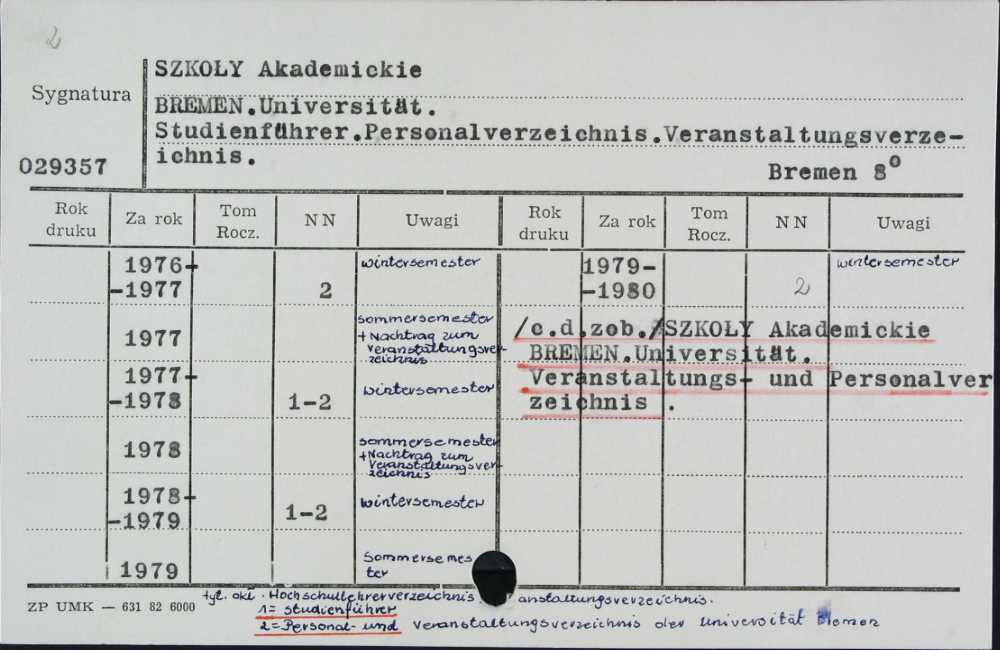 2
SZKOŁY Akademickie
Sygnatura
BREMEN.Universität.
Studienführer.Personalverzeichnis.Veranstaltungsverze-
ichnis.
029357
Bremen 8°
Rok druku Za rok Tom Rocz. NN Uwagi Rok druku Za rok Tom Rocz. NN Uwagi
1976-
-1977 2 wintersemester
1979-
-1980 2 wintersemester
1977 sommersemester
+Nachtrag zum
Veranstaltungsver-
zeichnis
/c.d.zob./SZKOŁY Akademickie
BREMEN.Universität.
Veranstaltungs- und Personalver
zeichnis .
1977-
-1978 1-2 wintersemester
1978 sommersemester
+Nachtrag zum
Veranstaltungsver-
zeichnis
1978-
-1979 1-2 wintersemester
1979 Sommersemes
ter
ZP UMK — 631 82 6000
tyt. okł. Hochschullehrerverzeichnis. anstaltungsverzeichnis.
1= studienführer
2=Personal- und veranstaltungsverzeichnis der universität Bremen